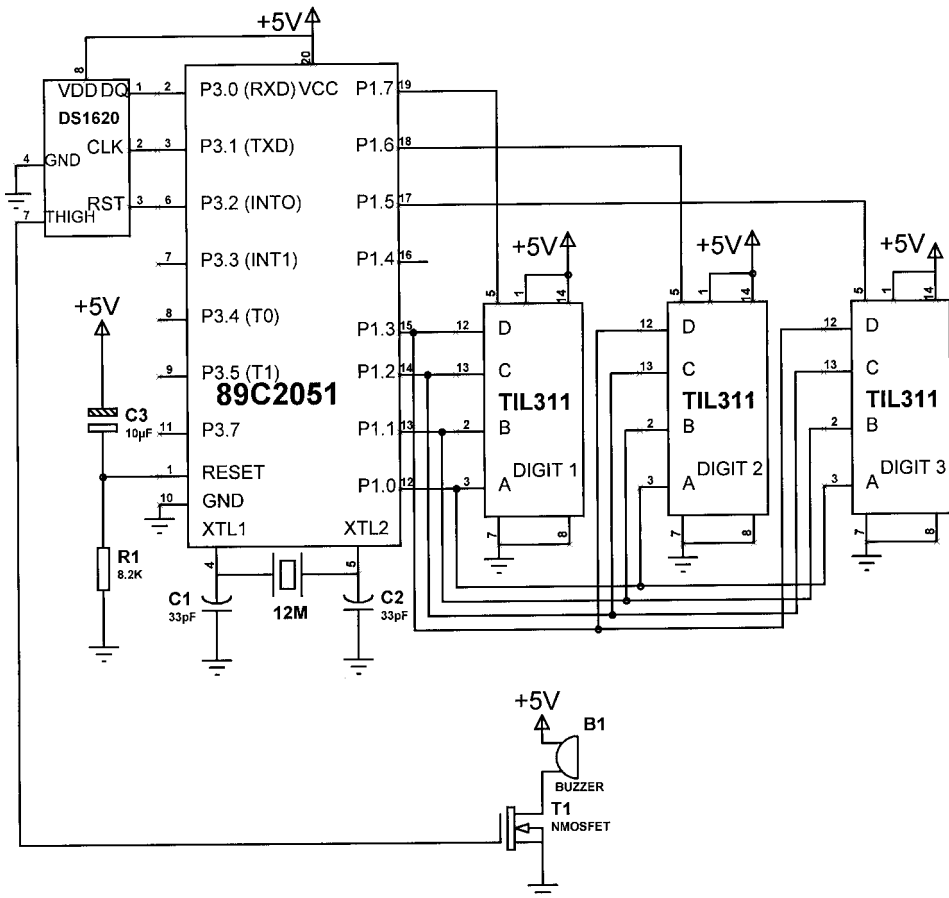 +5V
8
VDD DQ
DS1620
CLK
GND
RST
THIGH
4
7
1
2
3
2
3
6
7
8
9
11
1
10
20
P3.0 (RXD) VCC
P3.1 (TXD)
P3.2 (INTO)
P3.3 (INT1)
P3.4 (T0)
P3.5 (T1)
89C2051
P3.7
RESET
GND
XTL1
XTL2
P1.7
P1.6
P1.5
P1.4
P1.3
P1.2
P1.1
P1.0
19
18
17
16
15
14
13
12
4
5
+5V
C3
10µF
R1
8.2K
C1
33pF
12M
C2
33pF
+5V
5
1
14
12
D
13
C
TIL311
2
B
DIGIT 1
3
A
7
8
+5V
5
1
14
12
D
13
C
TIL311
2
B
DIGIT 2
3
A
7
8
+5V
5
1
14
12
D
13
C
TIL311
2
B
DIGIT 3
3
A
7
8
+5V
B1
BUZZER
T1
NMOSFET